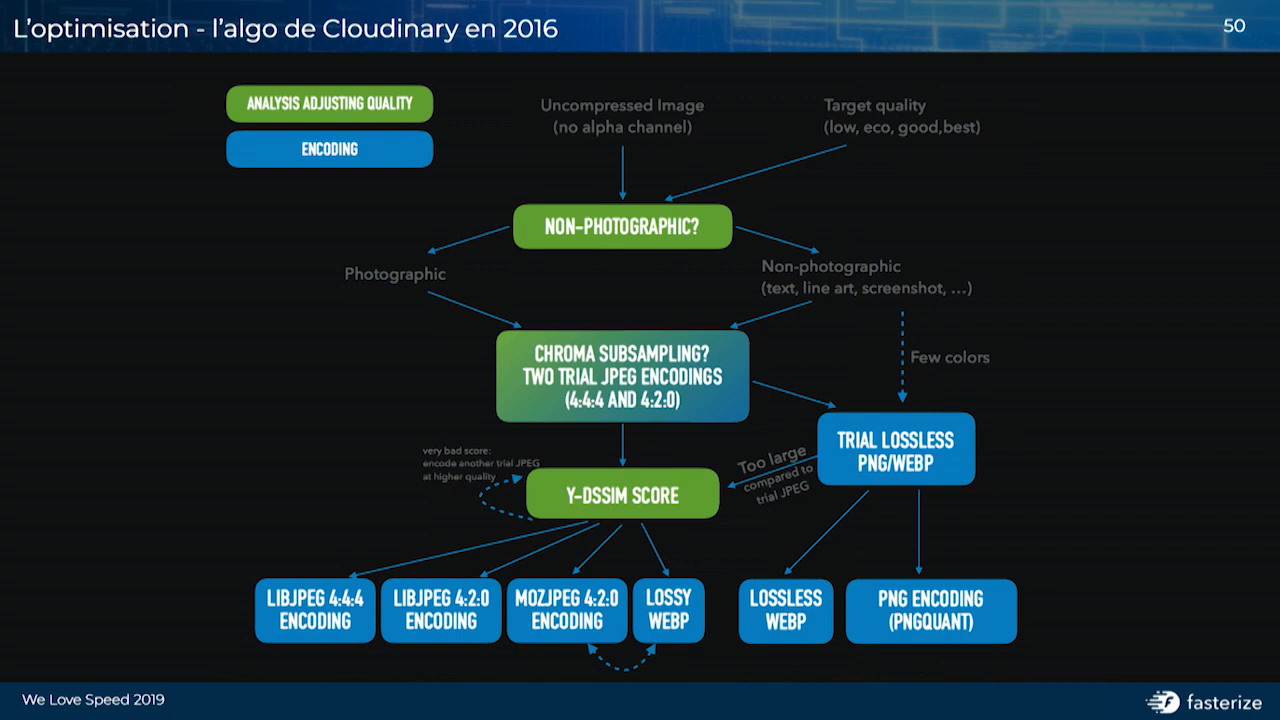 L'optimisation - l'algo de Cloudinary en 2016
50
ANALYSIS ADJUSTING QUALITY
ENCODING
Uncompressed Image
(no alpha channel)
Target quality
(low, eco, good,best)
NON-PHOTOGRAPHIC?
Photographic
Non-photographic
(text, line art, screenshot, ...)
CHROMA SUBSAMPLING?
TWO TRIAL JPEG ENCODINGS
(4:4:4 AND 4:2:0)
Few colors
TRIAL LOSSLESS
PNG/WEBP
very bad score:
encode another trial JPEG
at higher quality
Too large
compared to
trial JPEG
Y-DSSIM SCORE
LIBJPEG 4:4:4
ENCODING
LIBJPEG 4:2:0
ENCODING
MOZJPEG 4:2:0
ENCODING
LOSSY
WEBP
LOSSLESS
WEBP
PNG ENCODING
(PNGQUANT)
We Love Speed 2019
fasterize